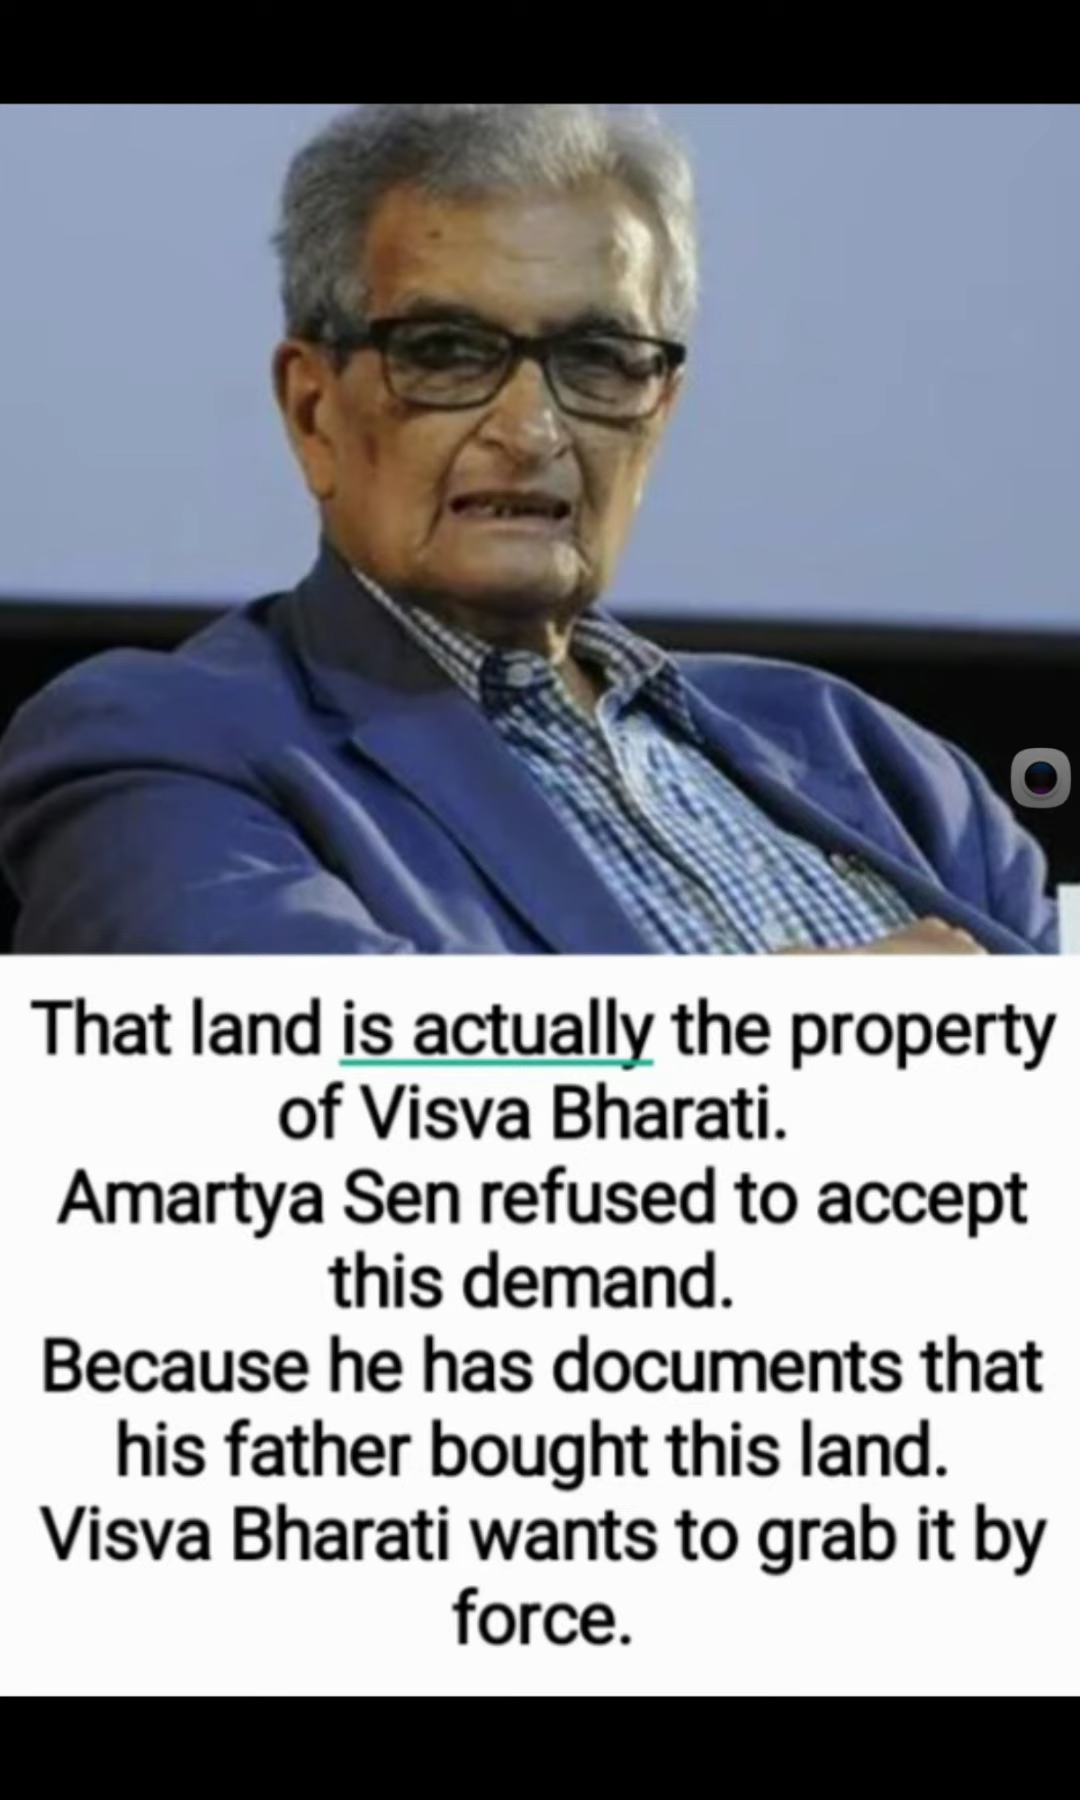 That land is actually the property
of Visva Bharati.
Amartya Sen refused to accept
this demand.
Because he has documents that
his father bought this land.
Visva Bharati wants to grab it by
force.